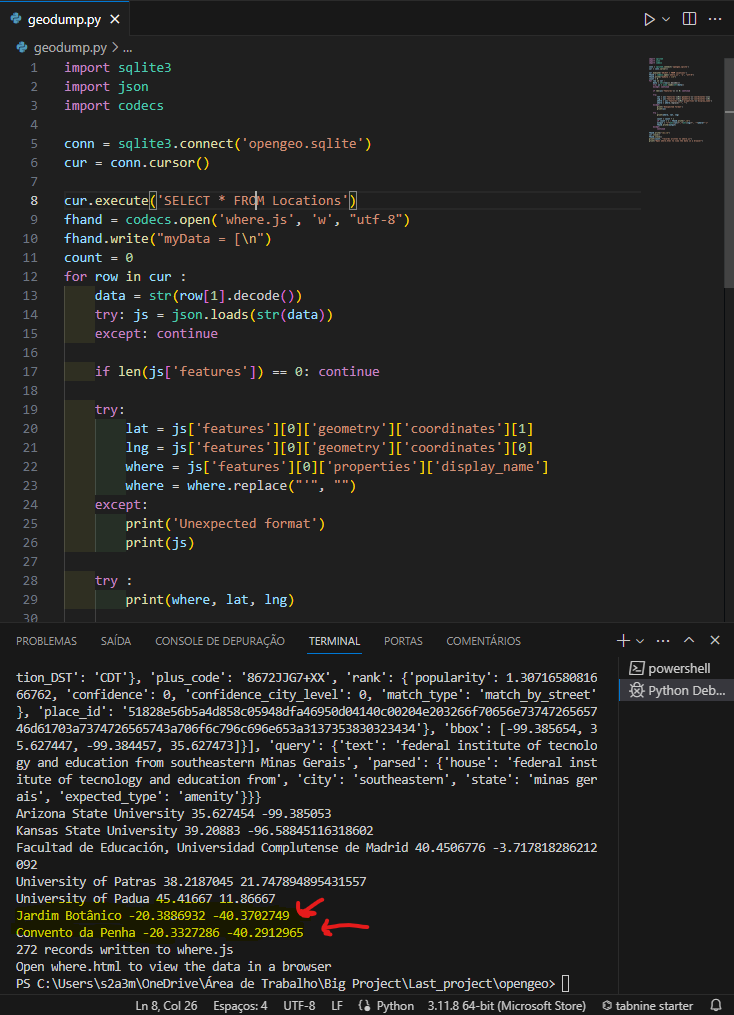 geodump.py
geodump.py > ...
1 import sqlite3
2 import json
3 import codecs
4
5 conn = sqlite3.connect('opengeo.sqlite')
6 cur = conn.cursor()
7
8 cur.execute('SELECT * FROM Locations')
9 fhand = codecs.open('where.js', 'w', "utf-8")
10 fhand.write("myData = [\n")
11 count = 0
12 for row in cur :
13     data = str(row[1].decode())
14     try: js = json.loads(str(data))
15     except: continue
16
17     if len(js['features']) == 0: continue
18
19     try:
20         lat = js['features'][0]['geometry']['coordinates'][1]
21         lng = js['features'][0]['geometry']['coordinates'][0]
22         where = js['features'][0]['properties']['display_name']
23         where = where.replace("'", "")
24     except:
25         print('Unexpected format')
26         print(js)
27
28     try :
29         print(where, lat, lng)
30
PROBLEMAS SAÍDA CONSOLE DE DEPURAÇÃO TERMINAL PORTAS COMENTÁRIOS
powershell
Python Deb...
tion_DST': 'CDT'}, 'plus_code': '8672JJG7+XX', 'rank': {'popularity': 1.30716580816
66762, 'confidence': 0, 'confidence_city_level': 0, 'match_type': 'match_by_street'
}, 'place_id': '51828e56b5a4d858c05948dfa46950d04140c00204e203266f70656e73747265657
46d61703a7374726565743a706f6c796c696e653a3137353830323434'}, 'bbox': [-99.385654, 3
5.627447, -99.384457, 35.627473]}], 'query': {'text': 'federal institute of tecnolo
gy and education from southeastern Minas Gerais', 'parsed': {'house': 'federal inst
itute of tecnology and education from', 'city': 'southeastern', 'state': 'minas ger
ais', 'expected_type': 'amenity'}}}
Arizona State University 35.627454 -99.385053
Kansas State University 39.20883 -96.58845116318602
Facultad de Educación, Universidad Complutense de Madrid 40.4506776 -3.717818286212
092
University of Patras 38.2187045 21.747894895431557
University of Padua 45.41667 11.86667
Jardim Botânico -20.3886932 -40.3702749
Convento da Penha -20.3327286 -40.2912965
272 records written to where.js
Open where.html to view the data in a browser
PS C:\Users\s2a3m\OneDrive\Área de Trabalho\Big Project\Last_project\opengeo>
Ln 8, Col 26 Espaços: 4 UTF-8 LF Python 3.11.8 64-bit (Microsoft Store) tabnine starter